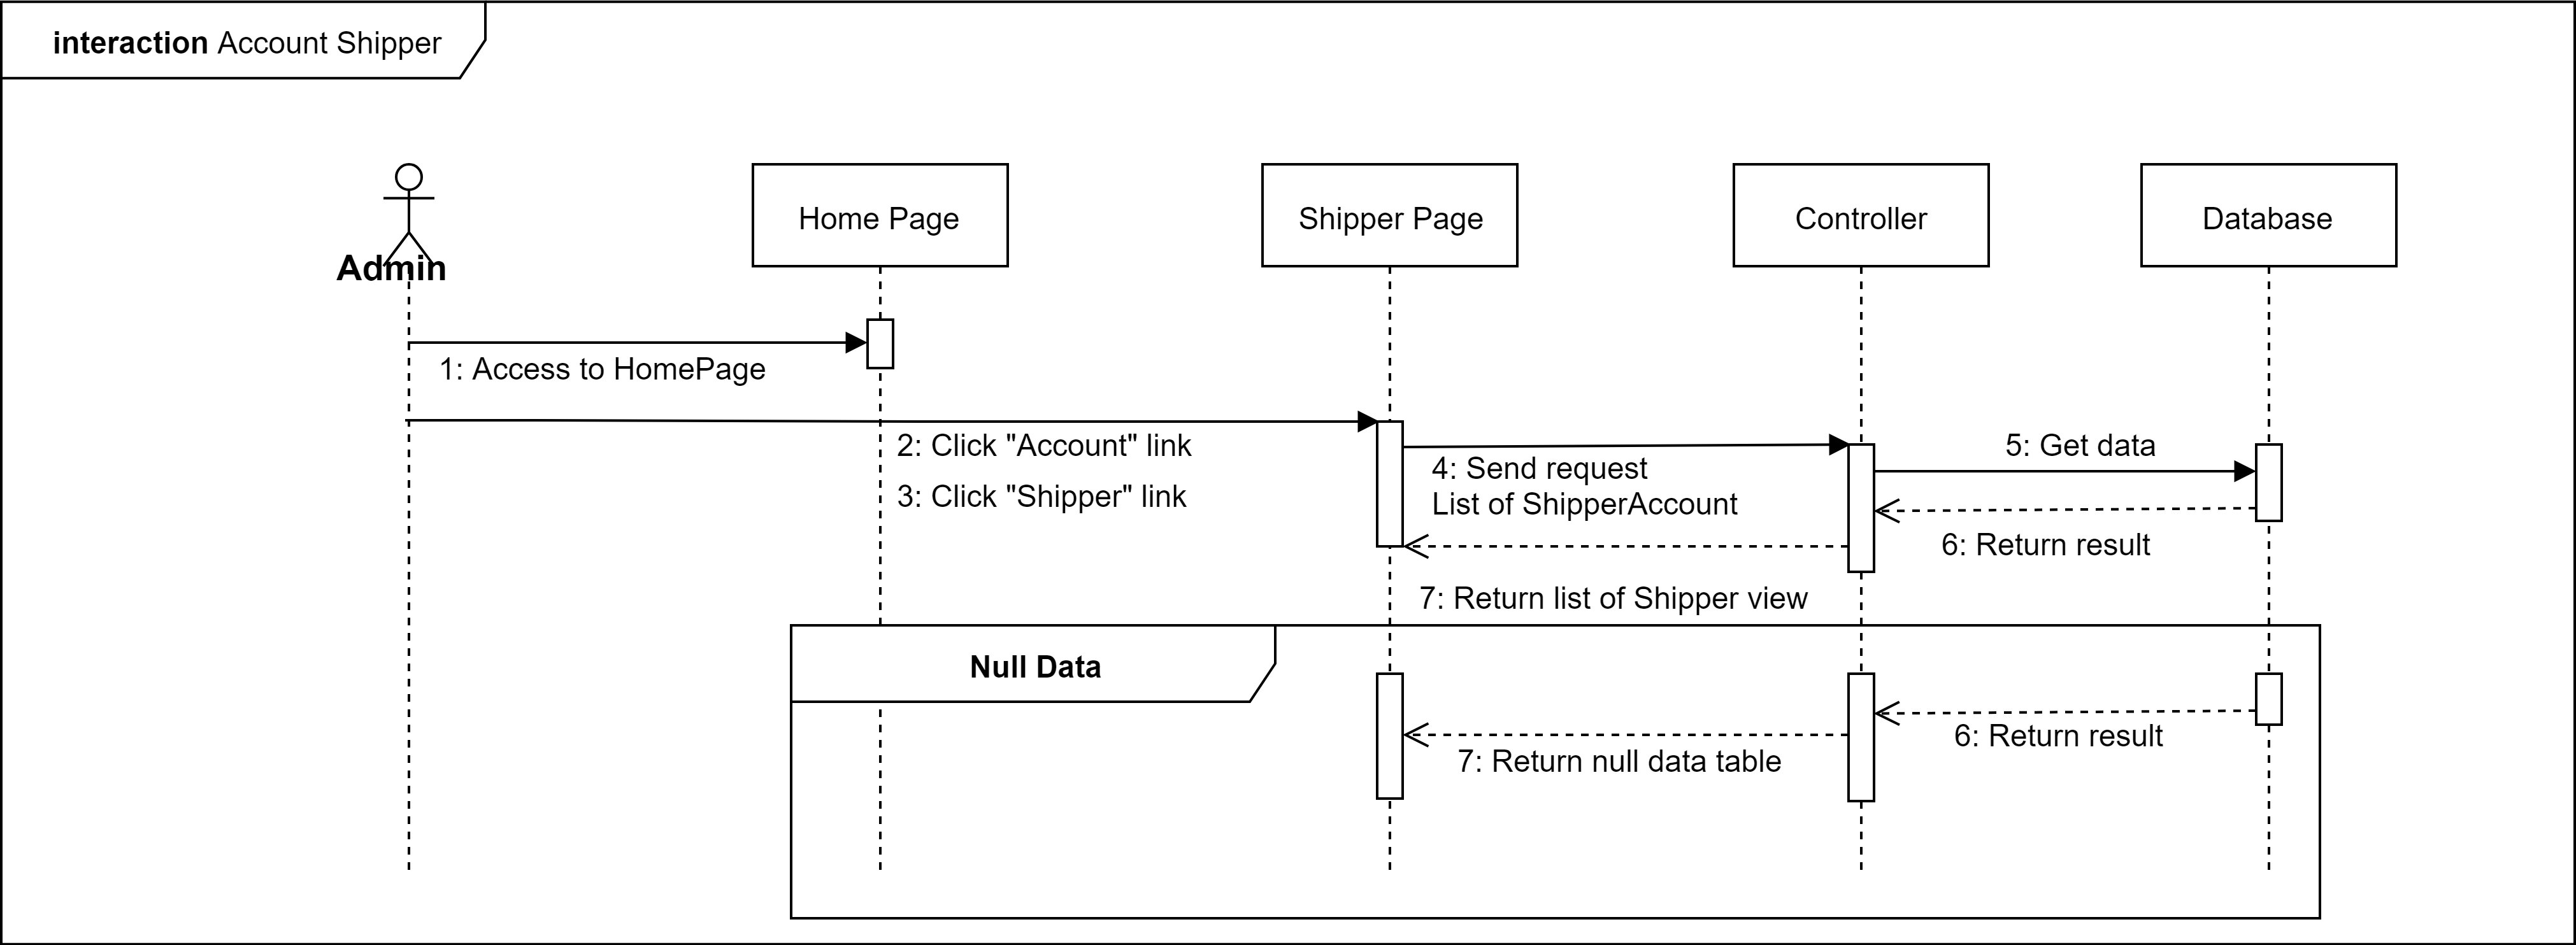 interaction Account Shipper
Admin
Home Page
Shipper Page
Controller
Database
1: Access to HomePage
2: Click "Account" link
3: Click "Shipper" link
4: Send request
List of ShipperAccount
5: Get data
6: Return result
7: Return list of Shipper view
Null Data
6: Return result
7: Return null data table